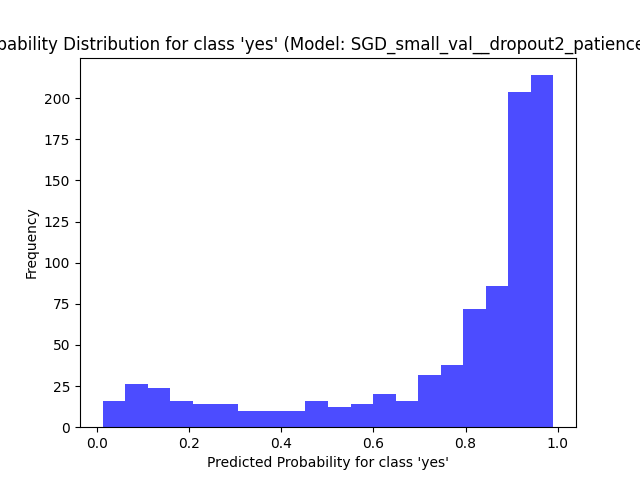 pability Distribution for class 'yes' (Model: SGD_small_val__dropout2_patience
200
175
150
125
100
75
50
25
0
Frequency
0.0 0.2 0.4 0.6 0.8 1.0
Predicted Probability for class 'yes'